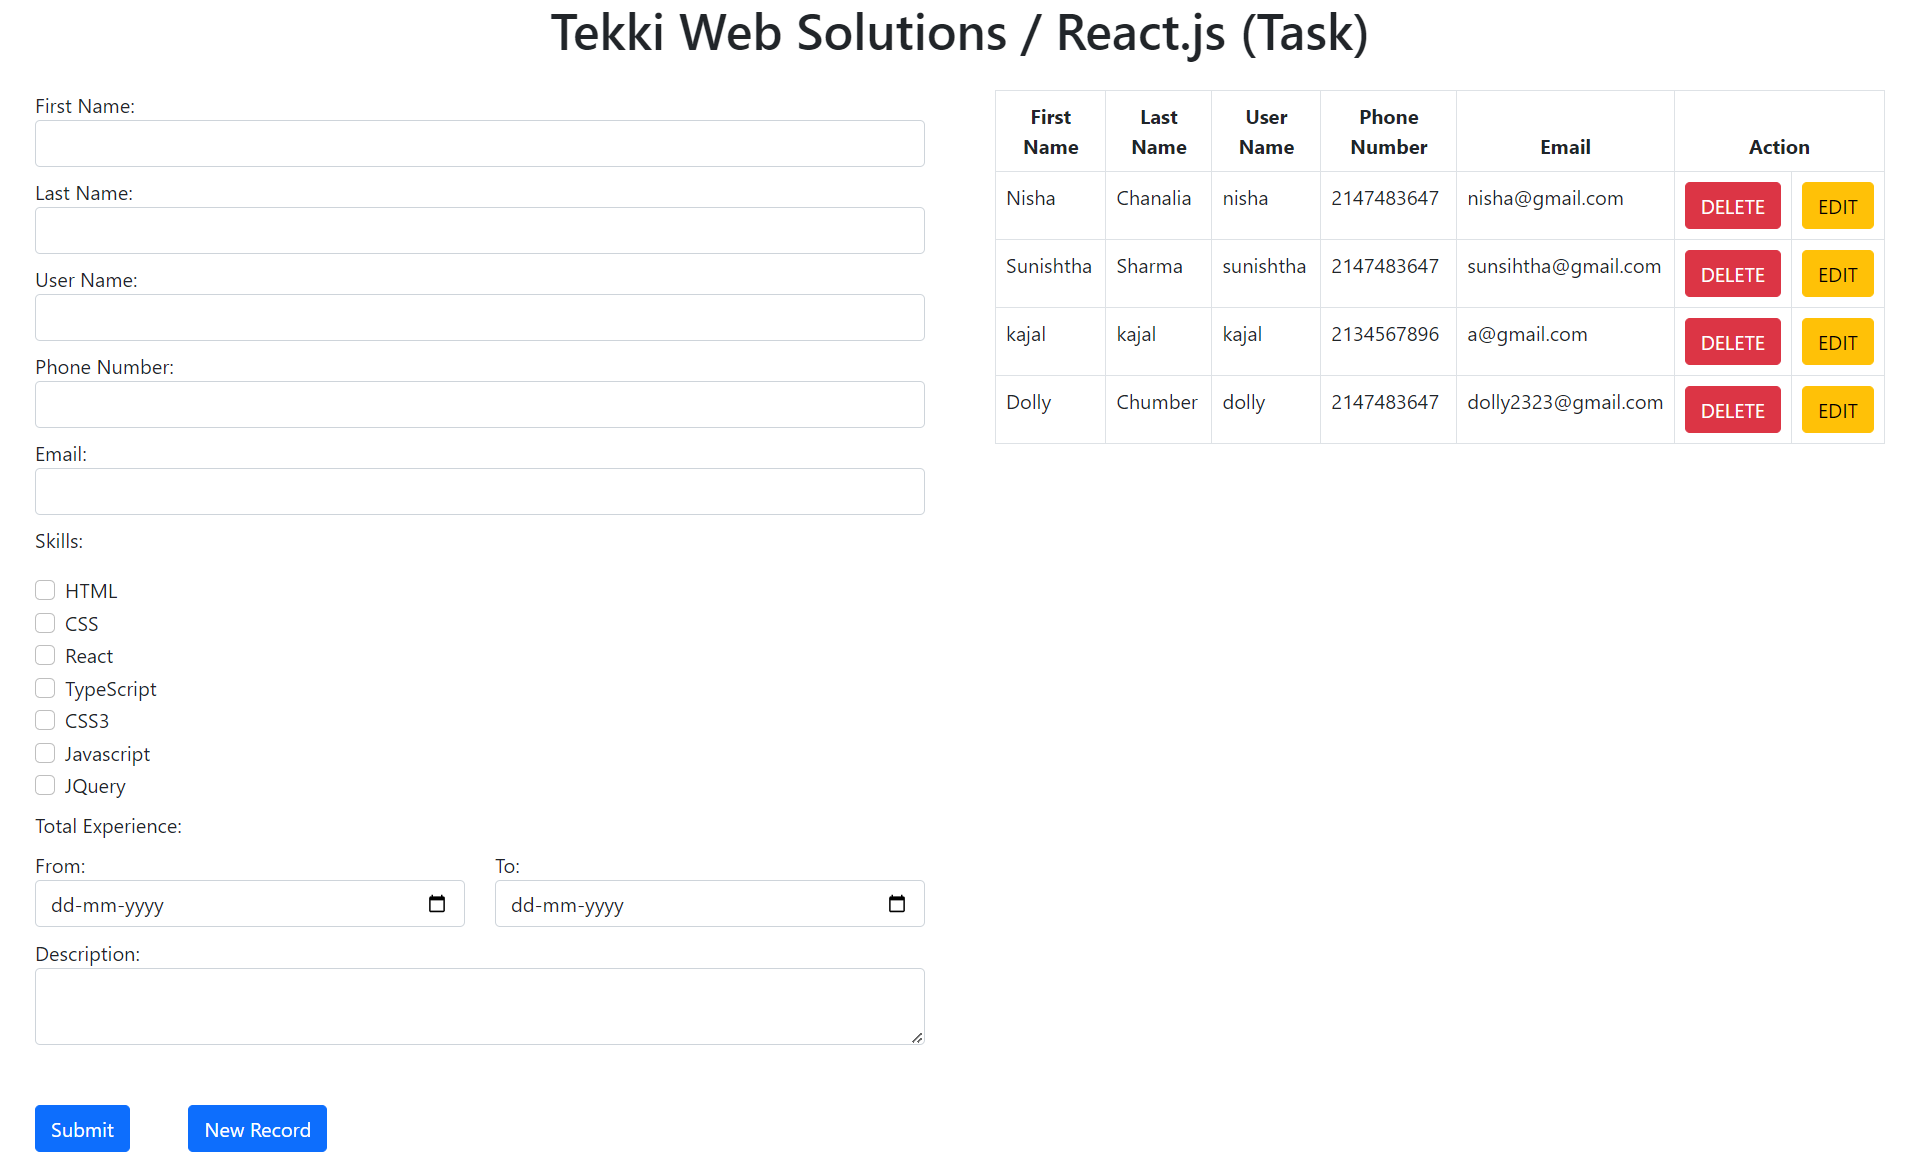 Tekki Web Solutions / React.js (Task)
First Name:
Last Name:
User Name:
Phone Number:
Email:
Skills:
HTML
CSS
React
TypeScript
CSS3
Javascript
JQuery
Total Experience:
From: To:
dd-mm-yyyy dd-mm-yyyy
Description:
Submit New Record
First Name Last Name User Name Phone Number Email Action
Nisha Chanalia nisha 2147483647 nisha@gmail.com DELETE EDIT
Sunishtha Sharma sunishtha 2147483647 sunsihtha@gmail.com DELETE EDIT
kajal kajal kajal 2134567896 a@gmail.com DELETE EDIT
Dolly Chumber dolly 2147483647 dolly2323@gmail.com DELETE EDIT